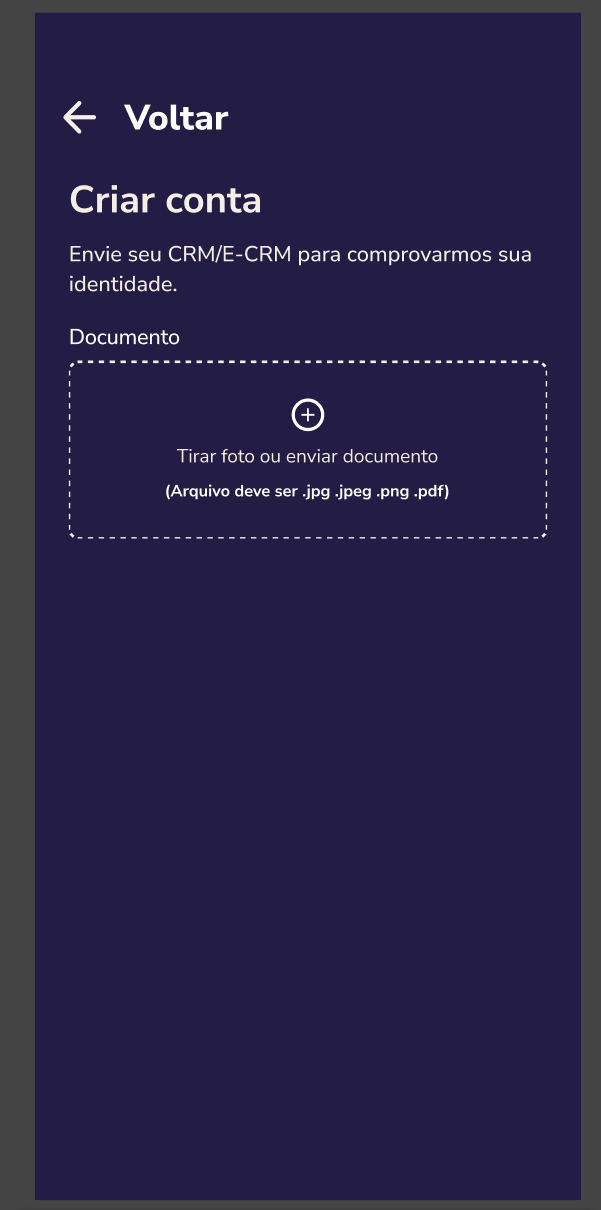 Voltar
Criar conta
Envie seu CRM/E-CRM para comprovarmos sua
identidade.
Documento
Tirar foto ou enviar documento
(Arquivo deve ser .jpg .jpeg .png .pdf)